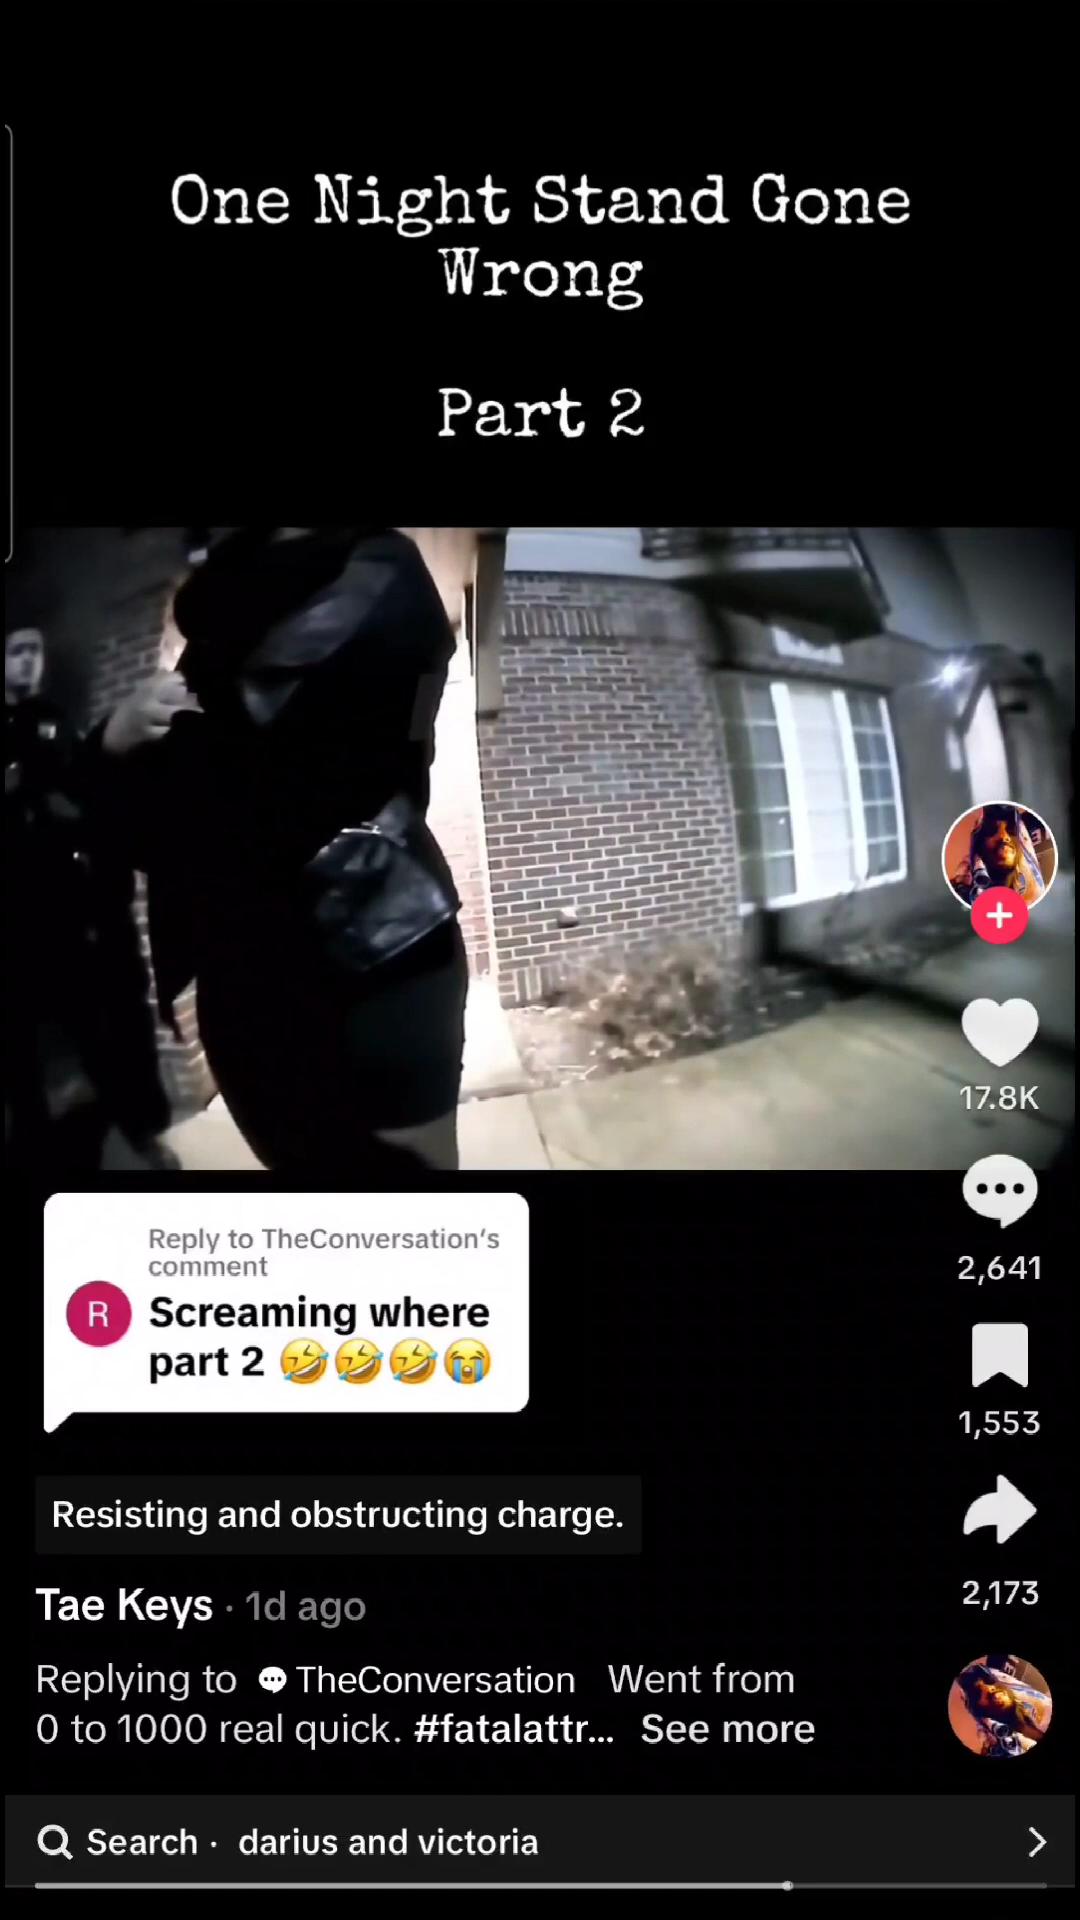 One Night Stand Gone
Wrong
Part 2
17.8K
Reply to TheConversation's
comment
R
Screaming where
part 2 🤣🤣🤣😭
2,641
1,553
Resisting and obstructing charge.
Tae Keys · 1d ago
2,173
Replying to 💬 TheConversation Went from
0 to 1000 real quick. #fatalattr... See more
Search · darius and victoria